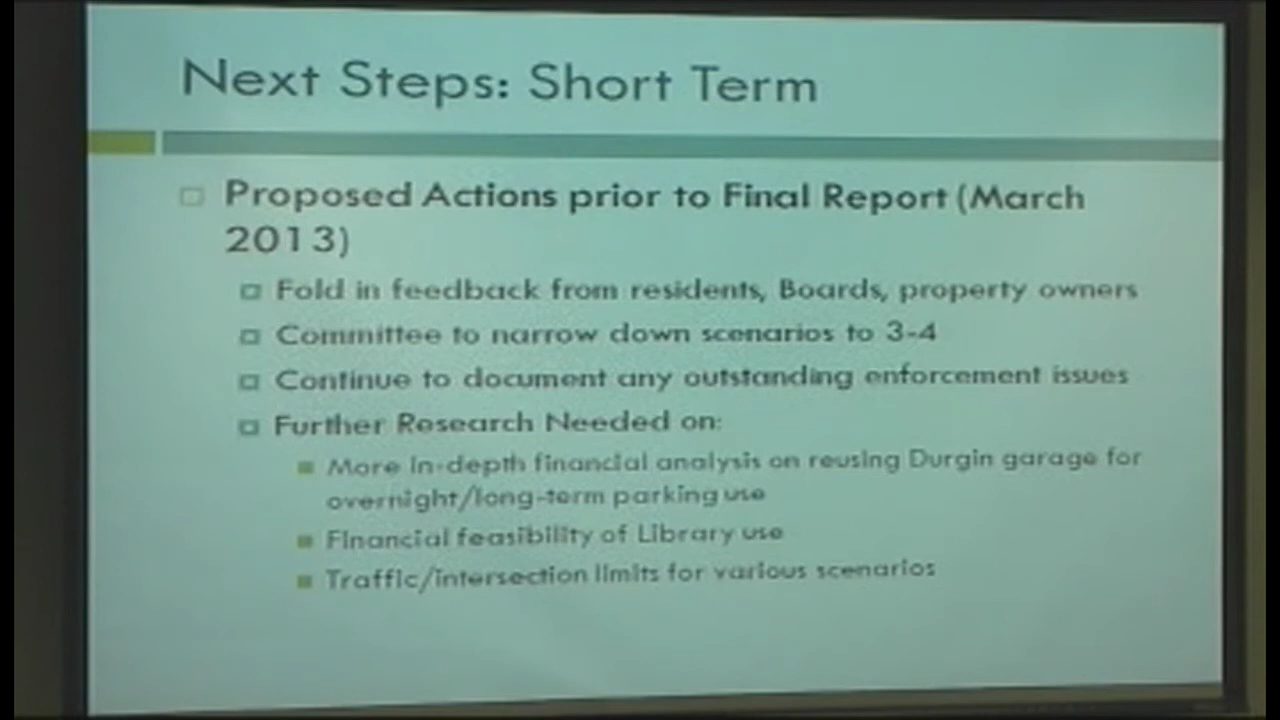 Next Steps: Short Term
Proposed Actions prior to Final Report (March
2013)
Fold in feedback from residents, Boards, property owners
Committee to narrow down scenarios to 3-4
Continue to document any outstanding enforcement issues
Further Research Needed on:
More in-depth financial analysis on reusing Durgin garage for
overnight/long-term parking use
Financial feasibility of Library use
Traffic/intersection limits for various scenarios